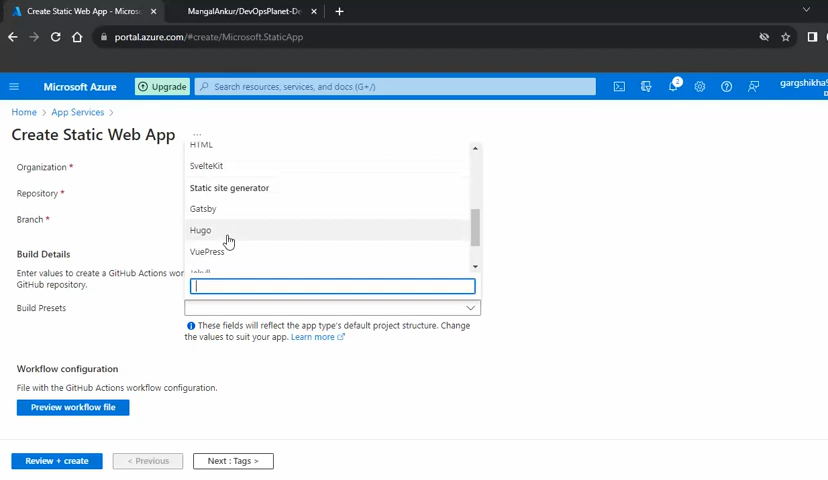 Create Static Web App - Micros
MangalAnkur/DevOpsPlanet-De
portal.azure.com/#create/Microsoft.StaticApp
Microsoft Azure
Upgrade
Search resources, services, and docs (G+/)
2
gargshikha9
Home > App Services >
Create Static Web App ...
Organization *
Repository *
Branch *
HTML
SvelteKit
Static site generator
Gatsby
Hugo
VuePress
Jekyll
Build Details
Enter values to create a GitHub Actions wor
GitHub repository.
Build Presets
These fields will reflect the app type's default project structure. Change
the values to suit your app. Learn more
Workflow configuration
File with the GitHub Actions workflow configuration.
Preview workflow file
Review + create
< Previous
Next : Tags >